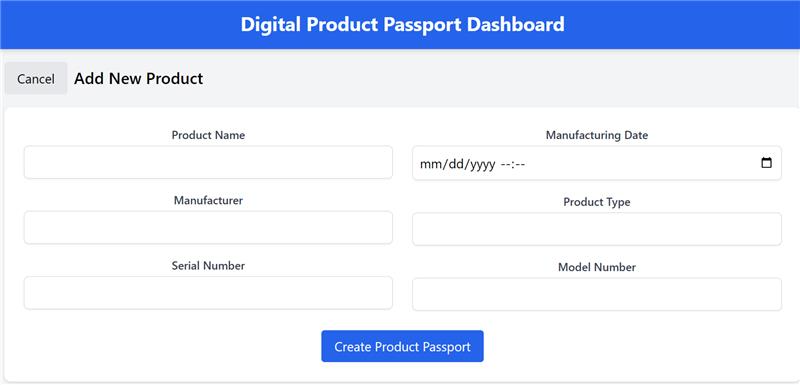 Digital Product Passport Dashboard
Cancel
Add New Product
Product Name
Manufacturing Date
mm/dd/yyyy --:--
Manufacturer
Product Type
Serial Number
Model Number
Create Product Passport